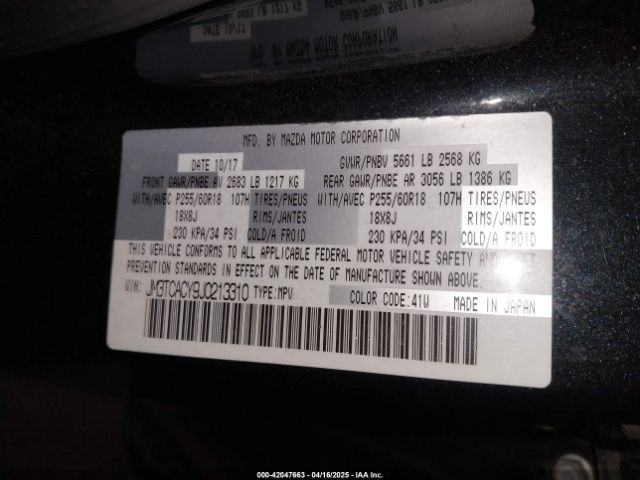 MFD. BY MAZDA MOTOR CORPORATION
DATE 10/17 GVWR/PNBV 5661 LB 2568 KG
FRONT GAWR/PNBE AV 2683 LB 1217 KG REAR GAWR/PNBE AR 3056 LB 1386 KG
WITH/AVEC P255/60R18 107H TIRES/PNEUS WITH/AVEC P255/60R18 107H TIRES/PNEUS
18X8J RIMS/JANTES 18X8J RIMS/JANTES
230 KPA/34 PSI COLD/A FROID 230 KPA/34 PSI COLD/A FROID
THIS VEHICLE CONFORMS TO ALL APPLICABLE FEDERAL MOTOR VEHICLE SAFETY AND THEFT
PREVENTION STANDARDS IN EFFECT ON THE DATE OF MANUFACTURE SHOWN ABOVE.
VIN: JM3TCACY9J0213310 TYPE:MPV COLOR CODE:41W MADE IN JAPAN
000-42047663 - 04/16/2025 - IAA Inc.